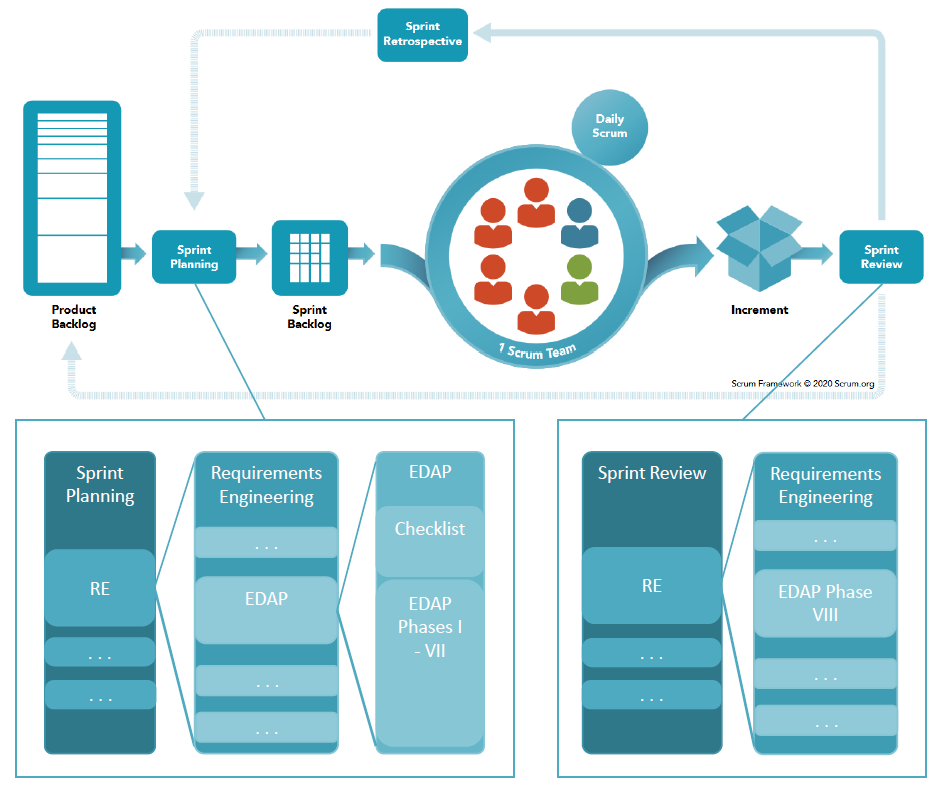 Sprint
Retrospective
Daily
Scrum
Sprint
Planning
Sprint
Review
Product
Backlog
Sprint
Backlog
Increment
1 Scrum Team
Scrum Framework © 2020 Scrum.org
Sprint
Planning
RE
. . .
. . .
Requirements
Engineering
. . .
EDAP
. . .
. . .
EDAP
Checklist
EDAP
Phases I
- VII
Sprint Review
RE
. . .
. . .
Requirements
Engineering
. . .
EDAP Phase
VIII
. . .
. . .